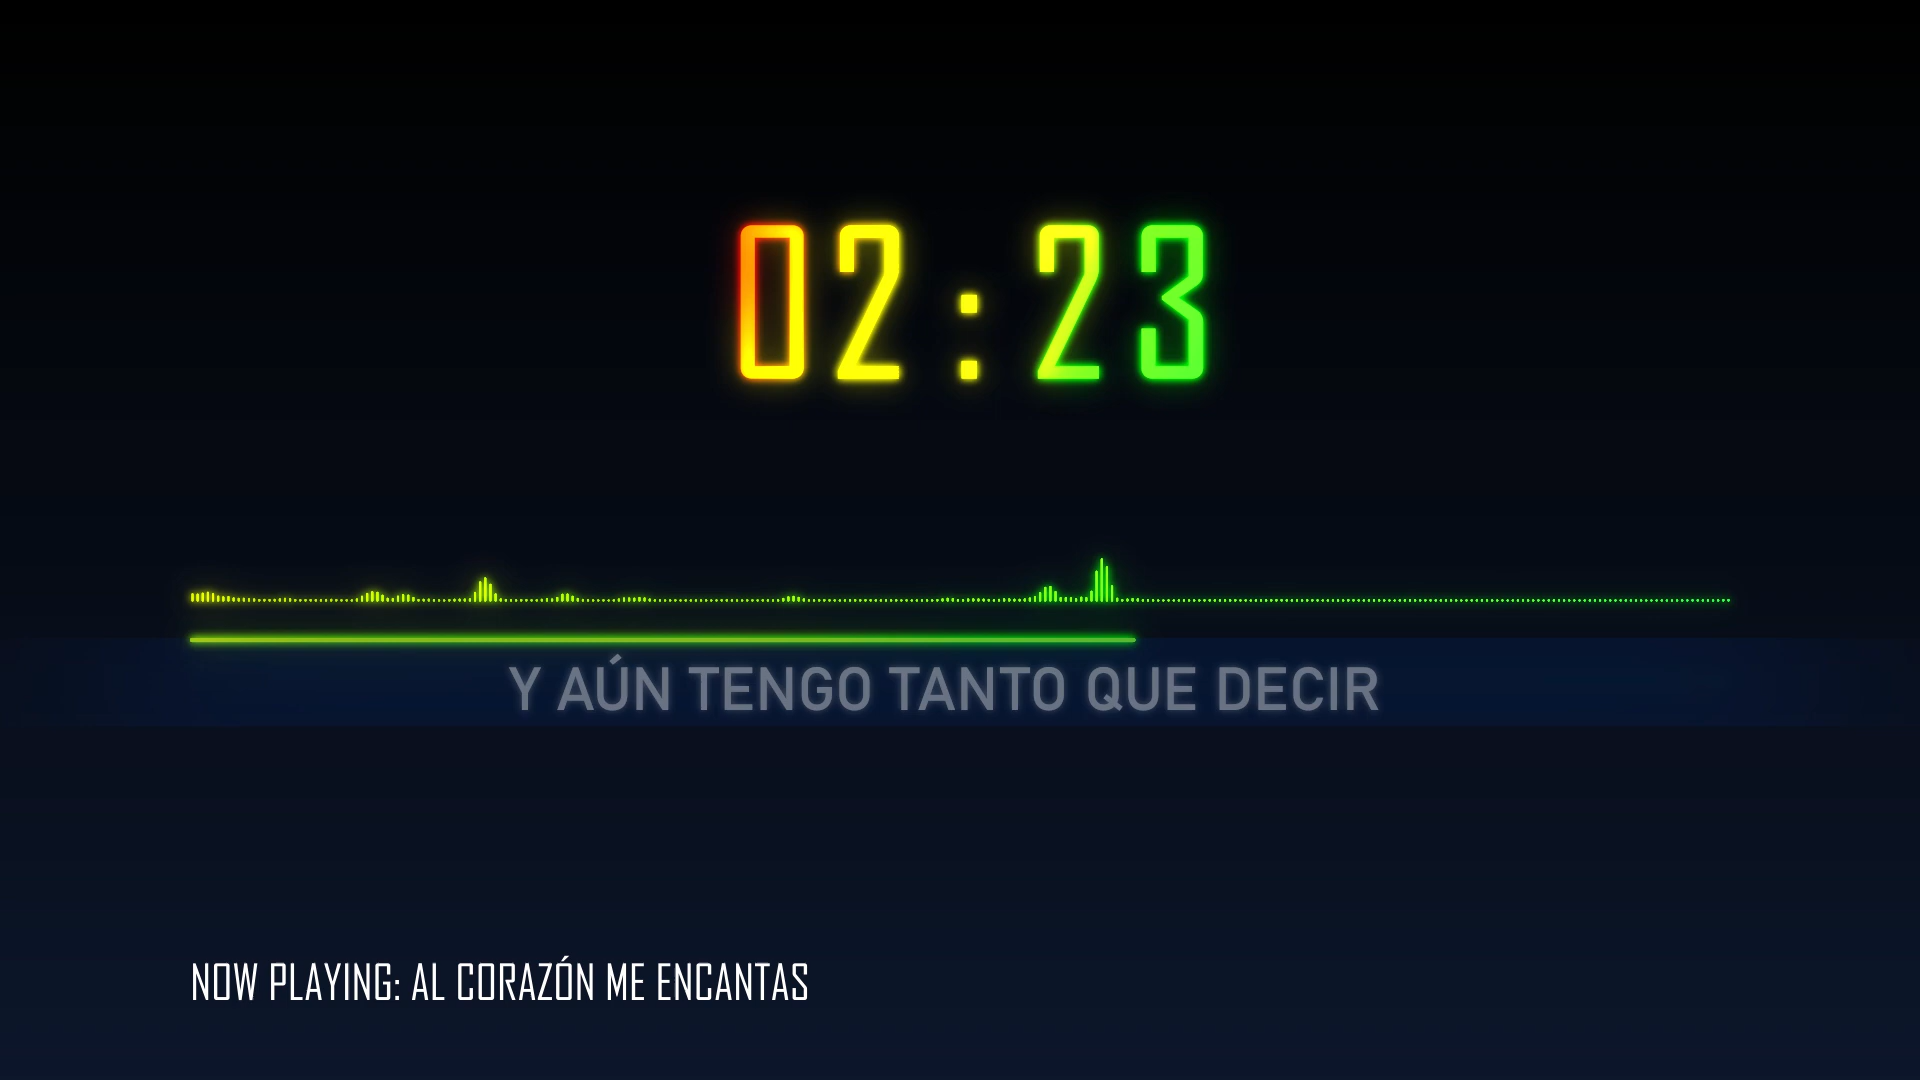 02:23
Y AÚN TENGO TANTO QUE DECIR
NOW PLAYING: AL CORAZÓN ME ENCANTAS